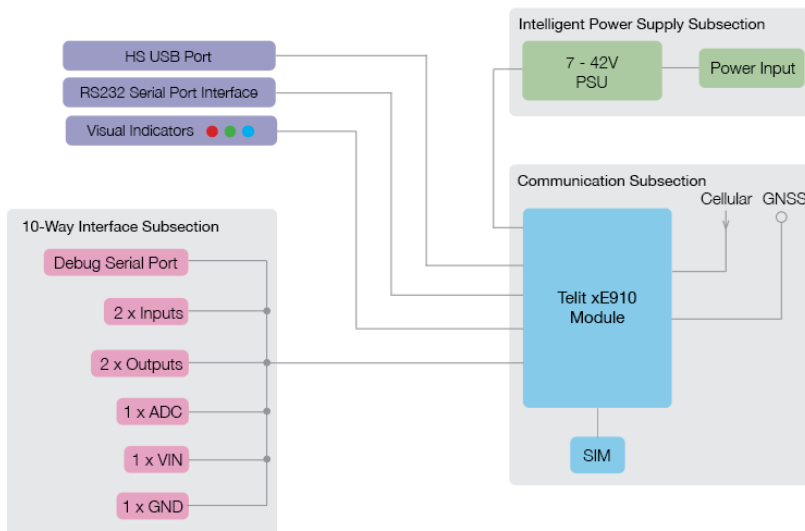 Intelligent Power Supply Subsection
HS USB Port
7 - 42V
PSU
Power Input
RS232 Serial Port Interface
Visual Indicators
Communication Subsection
Cellular GNSS
10-Way Interface Subsection
Debug Serial Port
2 x Inputs
2 x Outputs
1 x ADC
1 x VIN
1 x GND
Telit xE910
Module
SIM